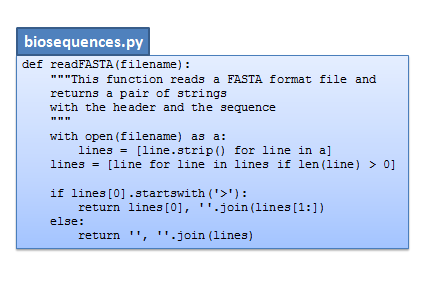 biosequences.py
def readFASTA(filename):
    """This function reads a FASTA format file and
    returns a pair of strings
    with the header and the sequence
    """
    with open(filename) as a:
        lines = [line.strip() for line in a]
    lines = [line for line in lines if len(line) > 0]

    if lines[0].startswith('>'):
        return lines[0], ''.join(lines[1:])
    else:
        return '', ''.join(lines)